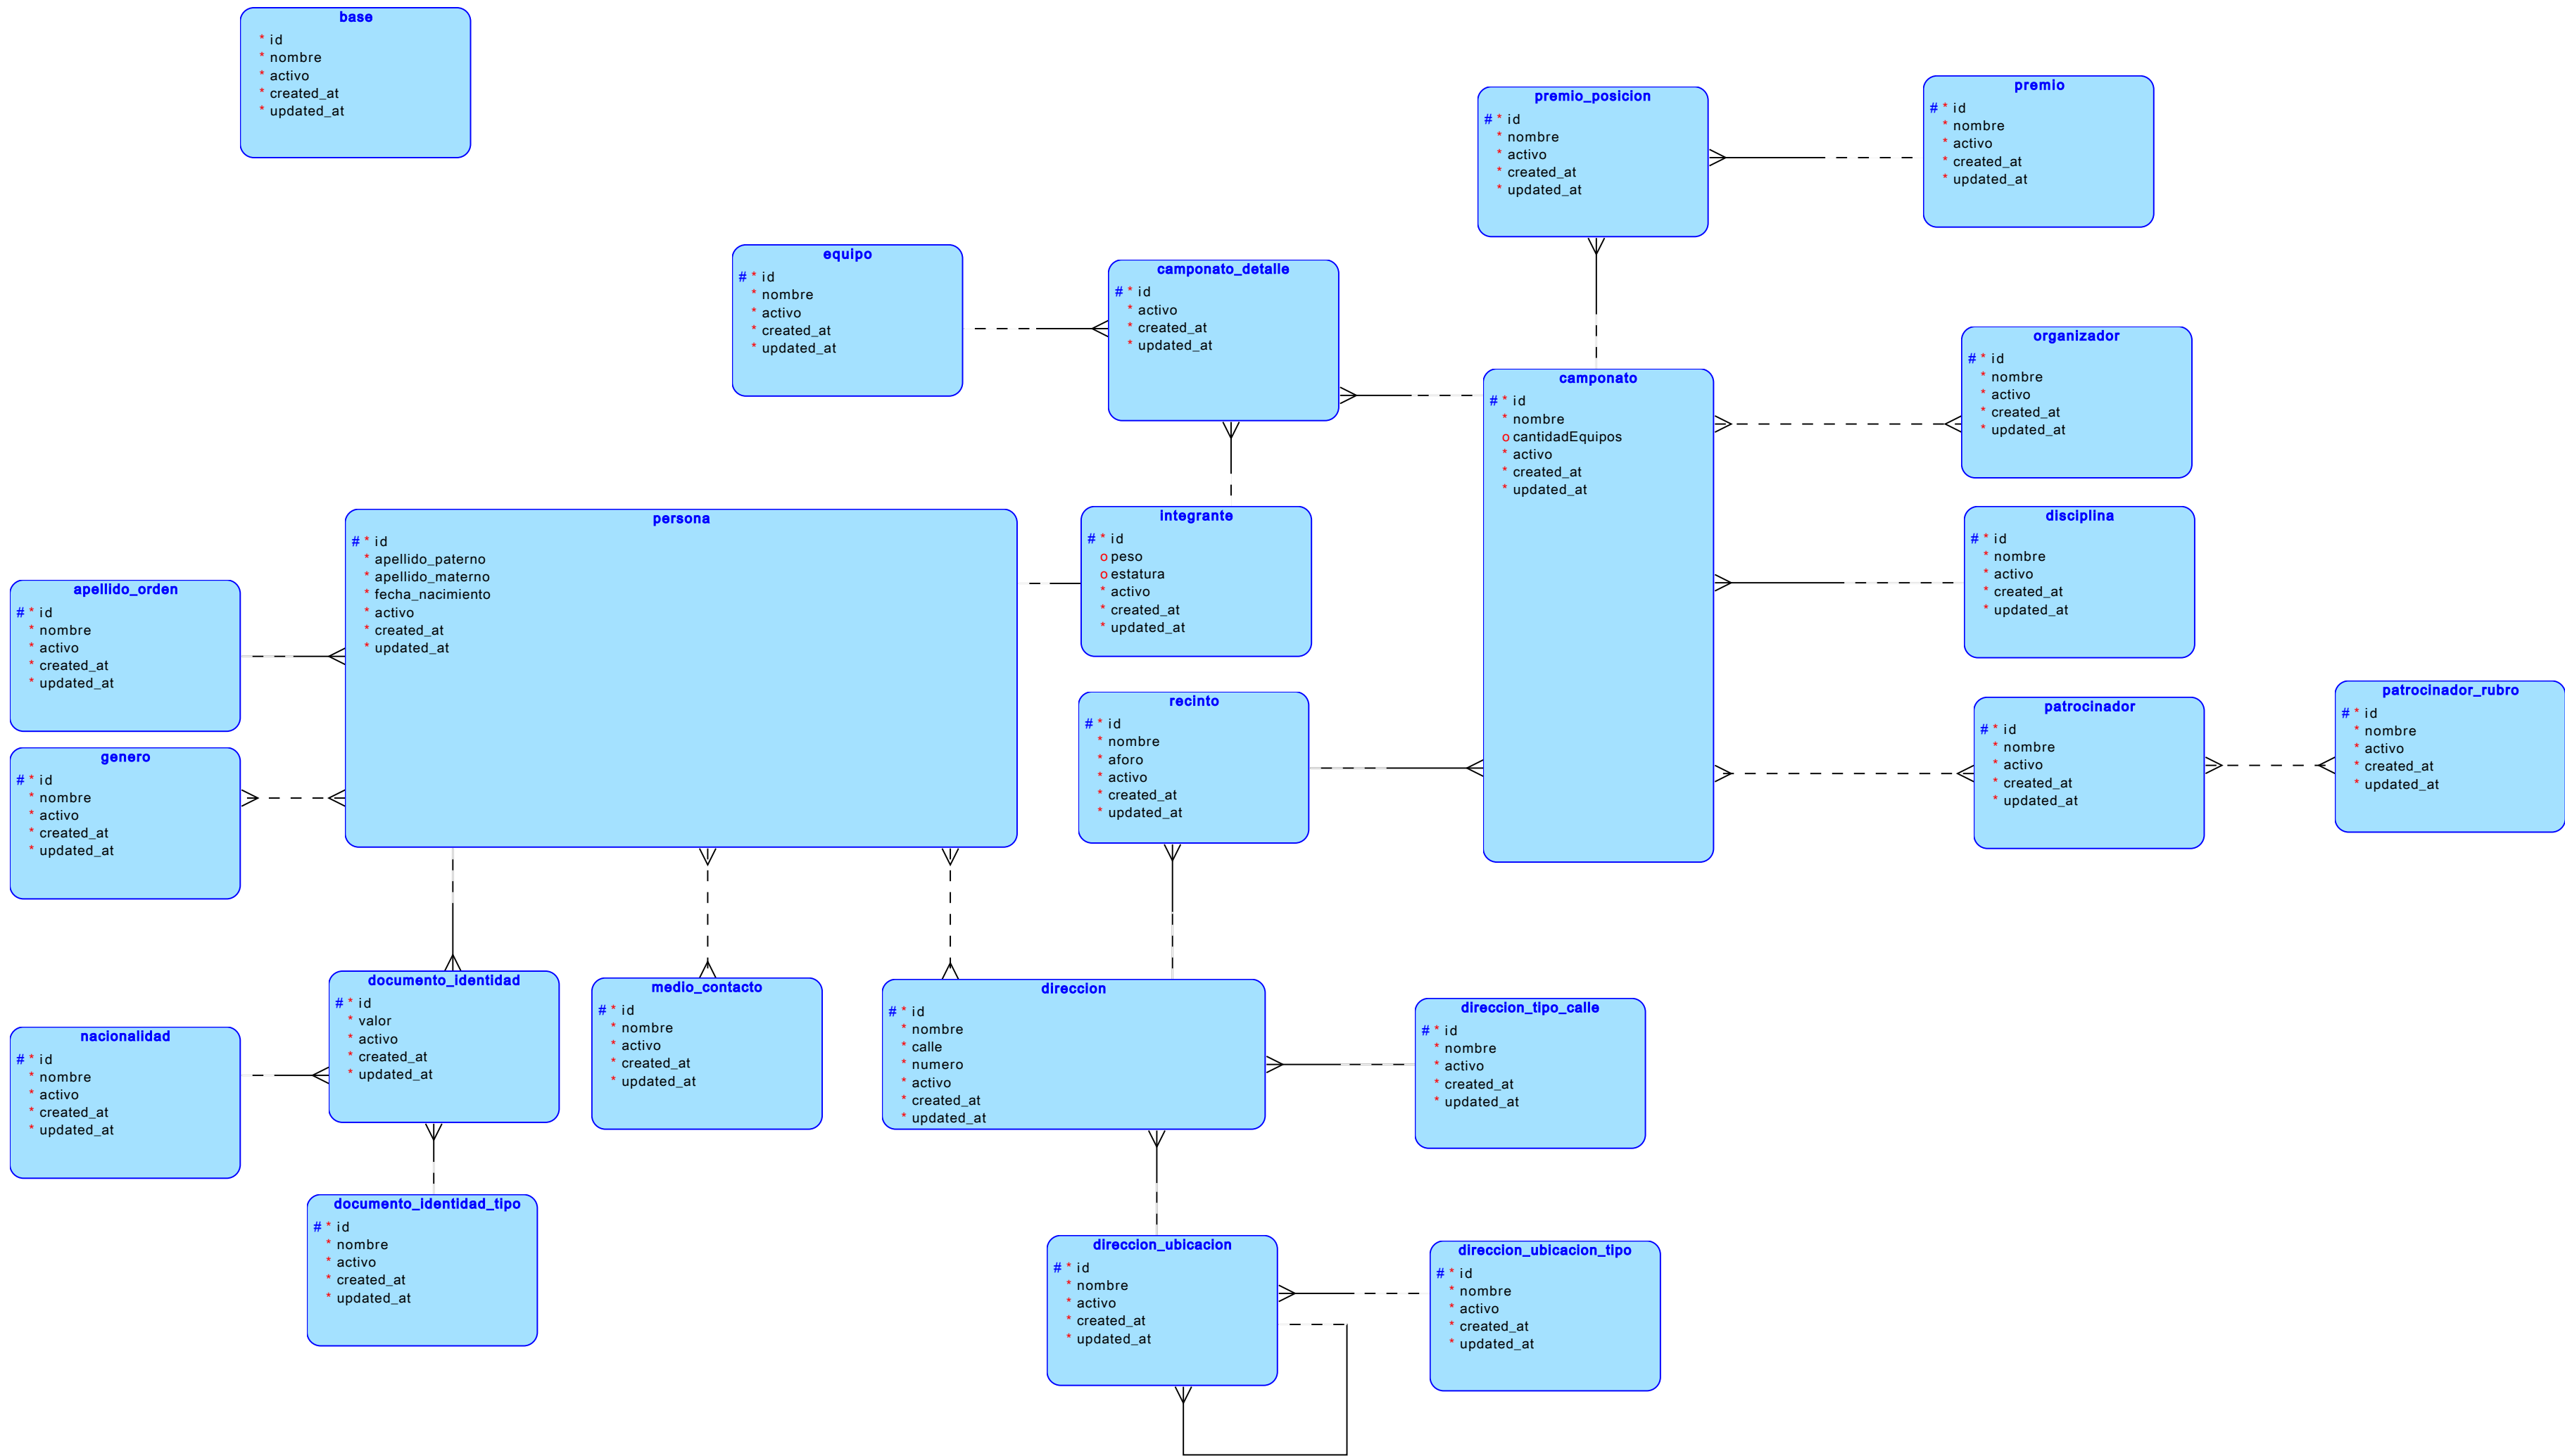 base
* id
* nombre
* activo
* created_at
* updated_at
premio_posicion
# * id
* nombre
* activo
* created_at
* updated_at
premio
# * id
* nombre
* activo
* created_at
* updated_at
equipo
# * id
* nombre
* activo
* created_at
* updated_at
camponato_detalle
# * id
* activo
* created_at
* updated_at
camponato
# * id
* nombre
o cantidadEquipos
* activo
* created_at
* updated_at
organizador
# * id
* nombre
* activo
* created_at
* updated_at
persona
# * id
* apellido_paterno
* apellido_materno
* fecha_nacimiento
* activo
* created_at
* updated_at
integrante
# * id
o peso
o estatura
* activo
* created_at
* updated_at
disciplina
# * id
* nombre
* activo
* created_at
* updated_at
apellido_orden
# * id
* nombre
* activo
* created_at
* updated_at
recinto
# * id
* nombre
* aforo
* activo
* created_at
* updated_at
patrocinador
# * id
* nombre
* activo
* created_at
* updated_at
patrocinador_rubro
# * id
* nombre
* activo
* created_at
* updated_at
genero
# * id
* nombre
* activo
* created_at
* updated_at
documento_identidad
# * id
* valor
* activo
* created_at
* updated_at
medio_contacto
# * id
* nombre
* activo
* created_at
* updated_at
direccion
# * id
* nombre
* calle
* numero
* activo
* created_at
* updated_at
direccion_tipo_calle
# * id
* nombre
* activo
* created_at
* updated_at
nacionalidad
# * id
* nombre
* activo
* created_at
* updated_at
documento_identidad_tipo
# * id
* nombre
* activo
* created_at
* updated_at
direccion_ubicacion
# * id
* nombre
* activo
* created_at
* updated_at
direccion_ubicacion_tipo
# * id
* nombre
* activo
* created_at
* updated_at